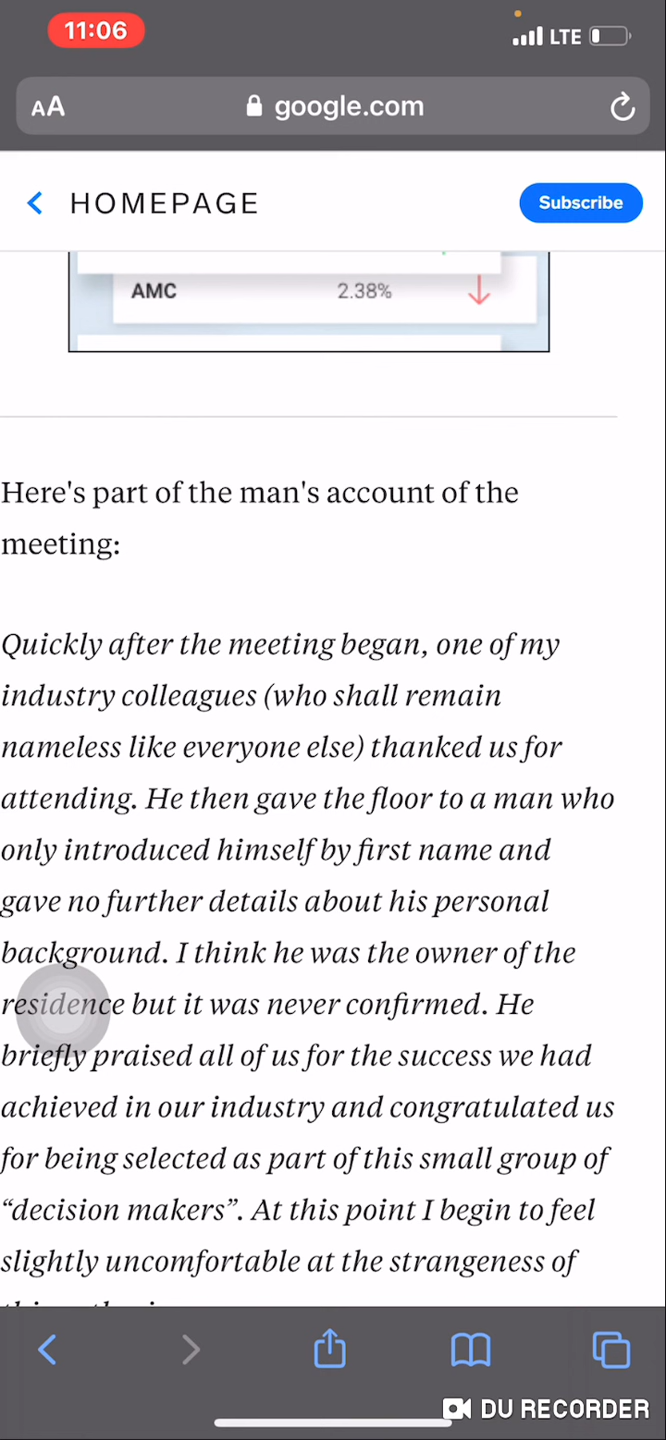 11:06
LTE
AA
google.com
HOMEPAGE
Subscribe
AMC 2.38%
Here's part of the man's account of the
meeting:
Quickly after the meeting began, one of my
industry colleagues (who shall remain
nameless like everyone else) thanked us for
attending. He then gave the floor to a man who
only introduced himself by first name and
gave no further details about his personal
background. I think he was the owner of the
residence but it was never confirmed. He
briefly praised all of us for the success we had
achieved in our industry and congratulated us
for being selected as part of this small group of
“decision makers”. At this point I begin to feel
slightly uncomfortable at the strangeness of
DU RECORDER